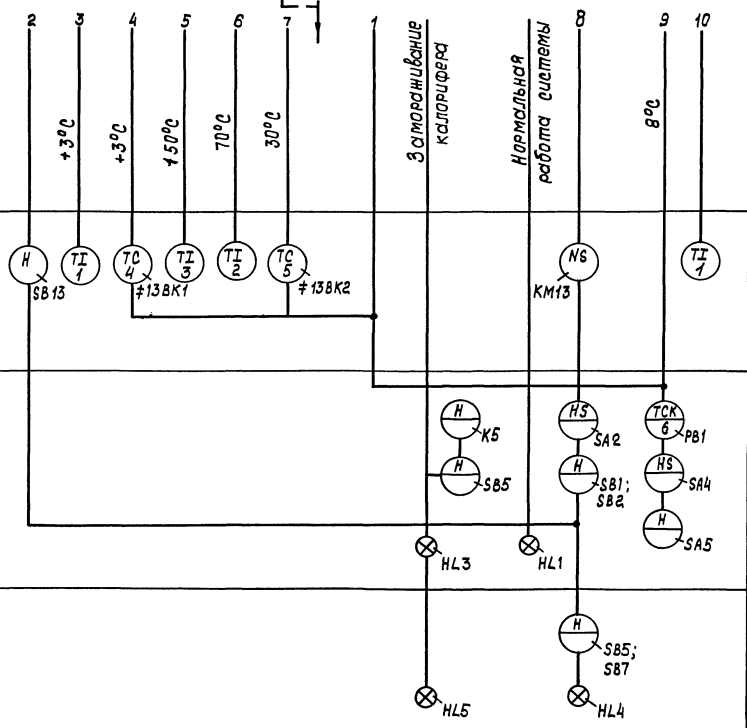 2 3 4 5 6 7 1 8 9 10
+3°C
+3°C
+50°C
70°C
30°C
Замораживание
калорифера
Нормальная
работа системы
8°C
H
SB13
TI
1
TC
4
‡13BK1
TI
3
TI
2
TC
5
‡13BK2
NS
KM13
TI
1
H
K5
H
SB5
HS
SA2
H
SB1;
SB2
TCK
6
PB1
HS
SA4
H
SA5
HL3
HL1
H
SB5;
SB7
HL5
HL4